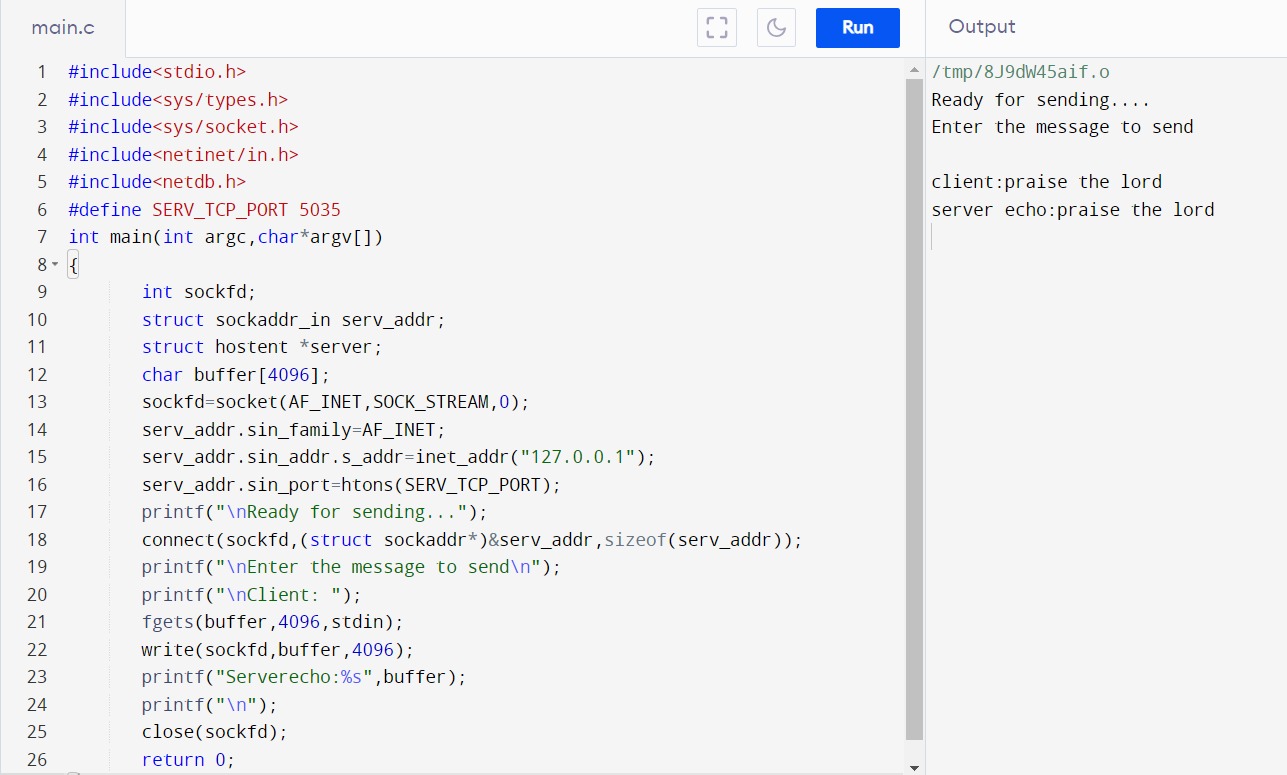 main.c
Run
Output
1 #include<stdio.h>
2 #include<sys/types.h>
3 #include<sys/socket.h>
4 #include<netinet/in.h>
5 #include<netdb.h>
6 #define SERV_TCP_PORT 5035
7 int main(int argc,char*argv[])
8 {
9 int sockfd;
10 struct sockaddr_in serv_addr;
11 struct hostent *server;
12 char buffer[4096];
13 sockfd=socket(AF_INET,SOCK_STREAM,0);
14 serv_addr.sin_family=AF_INET;
15 serv_addr.sin_addr.s_addr=inet_addr("127.0.0.1");
16 serv_addr.sin_port=htons(SERV_TCP_PORT);
17 printf("\nReady for sending...");
18 connect(sockfd,(struct sockaddr*)&serv_addr,sizeof(serv_addr));
19 printf("\nEnter the message to send\n");
20 printf("\nClient: ");
21 fgets(buffer,4096,stdin);
22 write(sockfd,buffer,4096);
23 printf("Serverecho:%s",buffer);
24 printf("\n");
25 close(sockfd);
26 return 0;
/tmp/8J9dW45aif.o
Ready for sending....
Enter the message to send
client:praise the lord
server echo:praise the lord